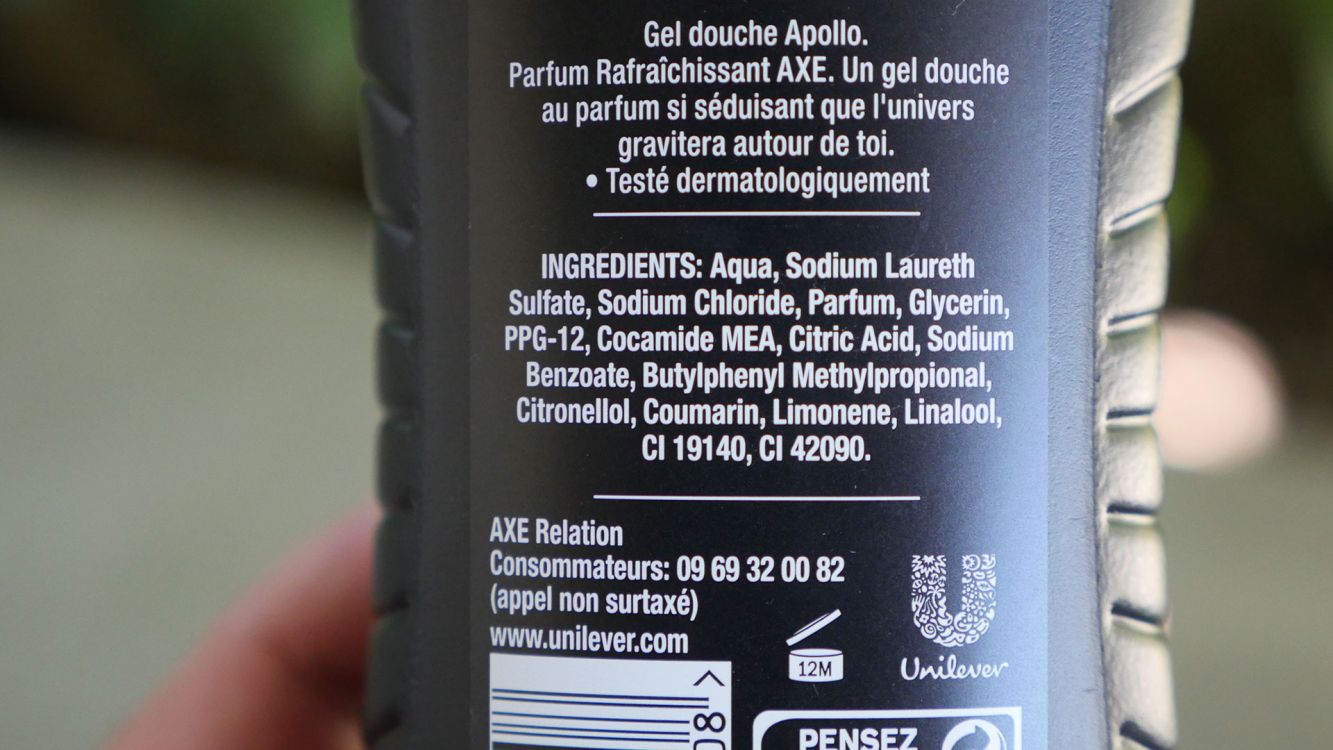 Gel douche Apollo.
Parfum Rafraîchissant AXE. Un gel douche
au parfum si séduisant que l'univers
gravitera autour de toi.
• Testé dermatologiquement
INGREDIENTS: Aqua, Sodium Laureth
Sulfate, Sodium Chloride, Parfum, Glycerin,
PPG-12, Cocamide MEA, Citric Acid, Sodium
Benzoate, Butylphenyl Methylpropional,
Citronellol, Coumarin, Limonene, Linalool,
CI 19140, CI 42090.
AXE Relation
Consommateurs: 09 69 32 00 82
(appel non surtaxé)
www.unilever.com
12M
Unilever
PENSEZ